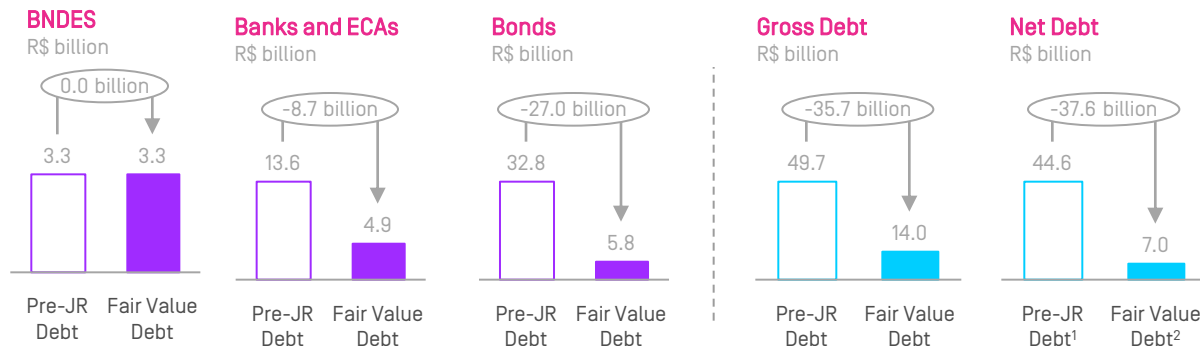 BNDES
R$ billion
0.0 billion
3.3
3.3
Pre-JR
Debt
Fair Value
Debt
Banks and ECAs
R$ billion
-8.7 billion
13.6
4.9
Pre-JR
Debt
Fair Value
Debt
Bonds
R$ billion
-27.0 billion
32.8
5.8
Pre-JR
Debt
Fair Value
Debt
Gross Debt
R$ billion
-35.7 billion
49.7
14.0
Pre-JR
Debt
Fair Value
Debt
Net Debt
R$ billion
-37.6 billion
44.6
7.0
Pre-JR
Debt¹
Fair Value
Debt²